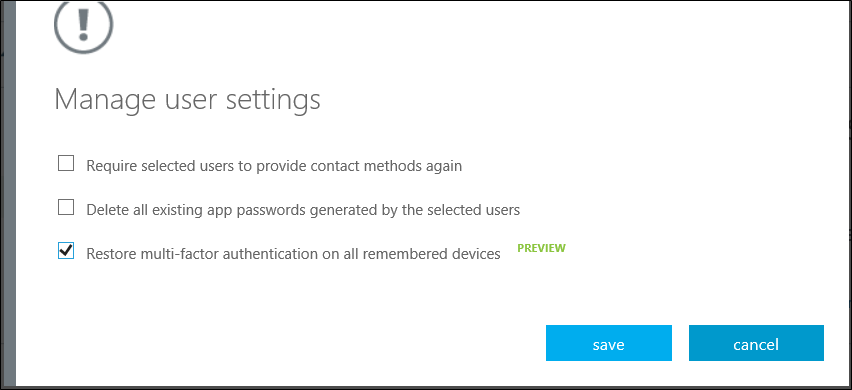 Manage user settings
Require selected users to provide contact methods again
Delete all existing app passwords generated by the selected users
Restore multi-factor authentication on all remembered devices PREVIEW
save cancel